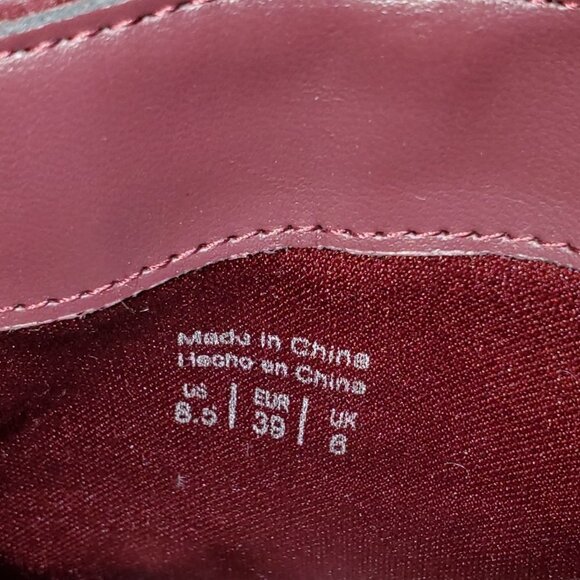 Made in China
Hecho en China
US | EUR | UK
8.5 | 39 | 6